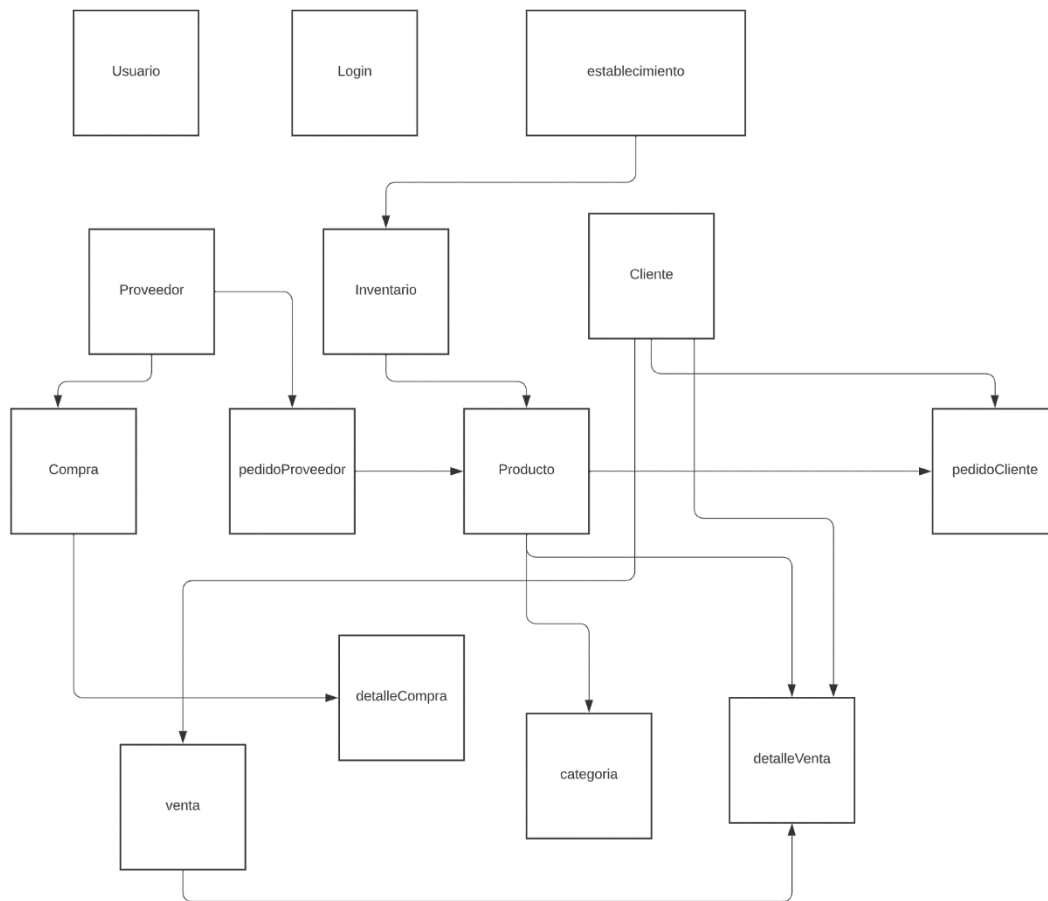 Usuario
Login
establecimiento
Proveedor
Inventario
Cliente
Compra
pedidoProveedor
Producto
pedidoCliente
detalleCompra
venta
categoria
detalleVenta